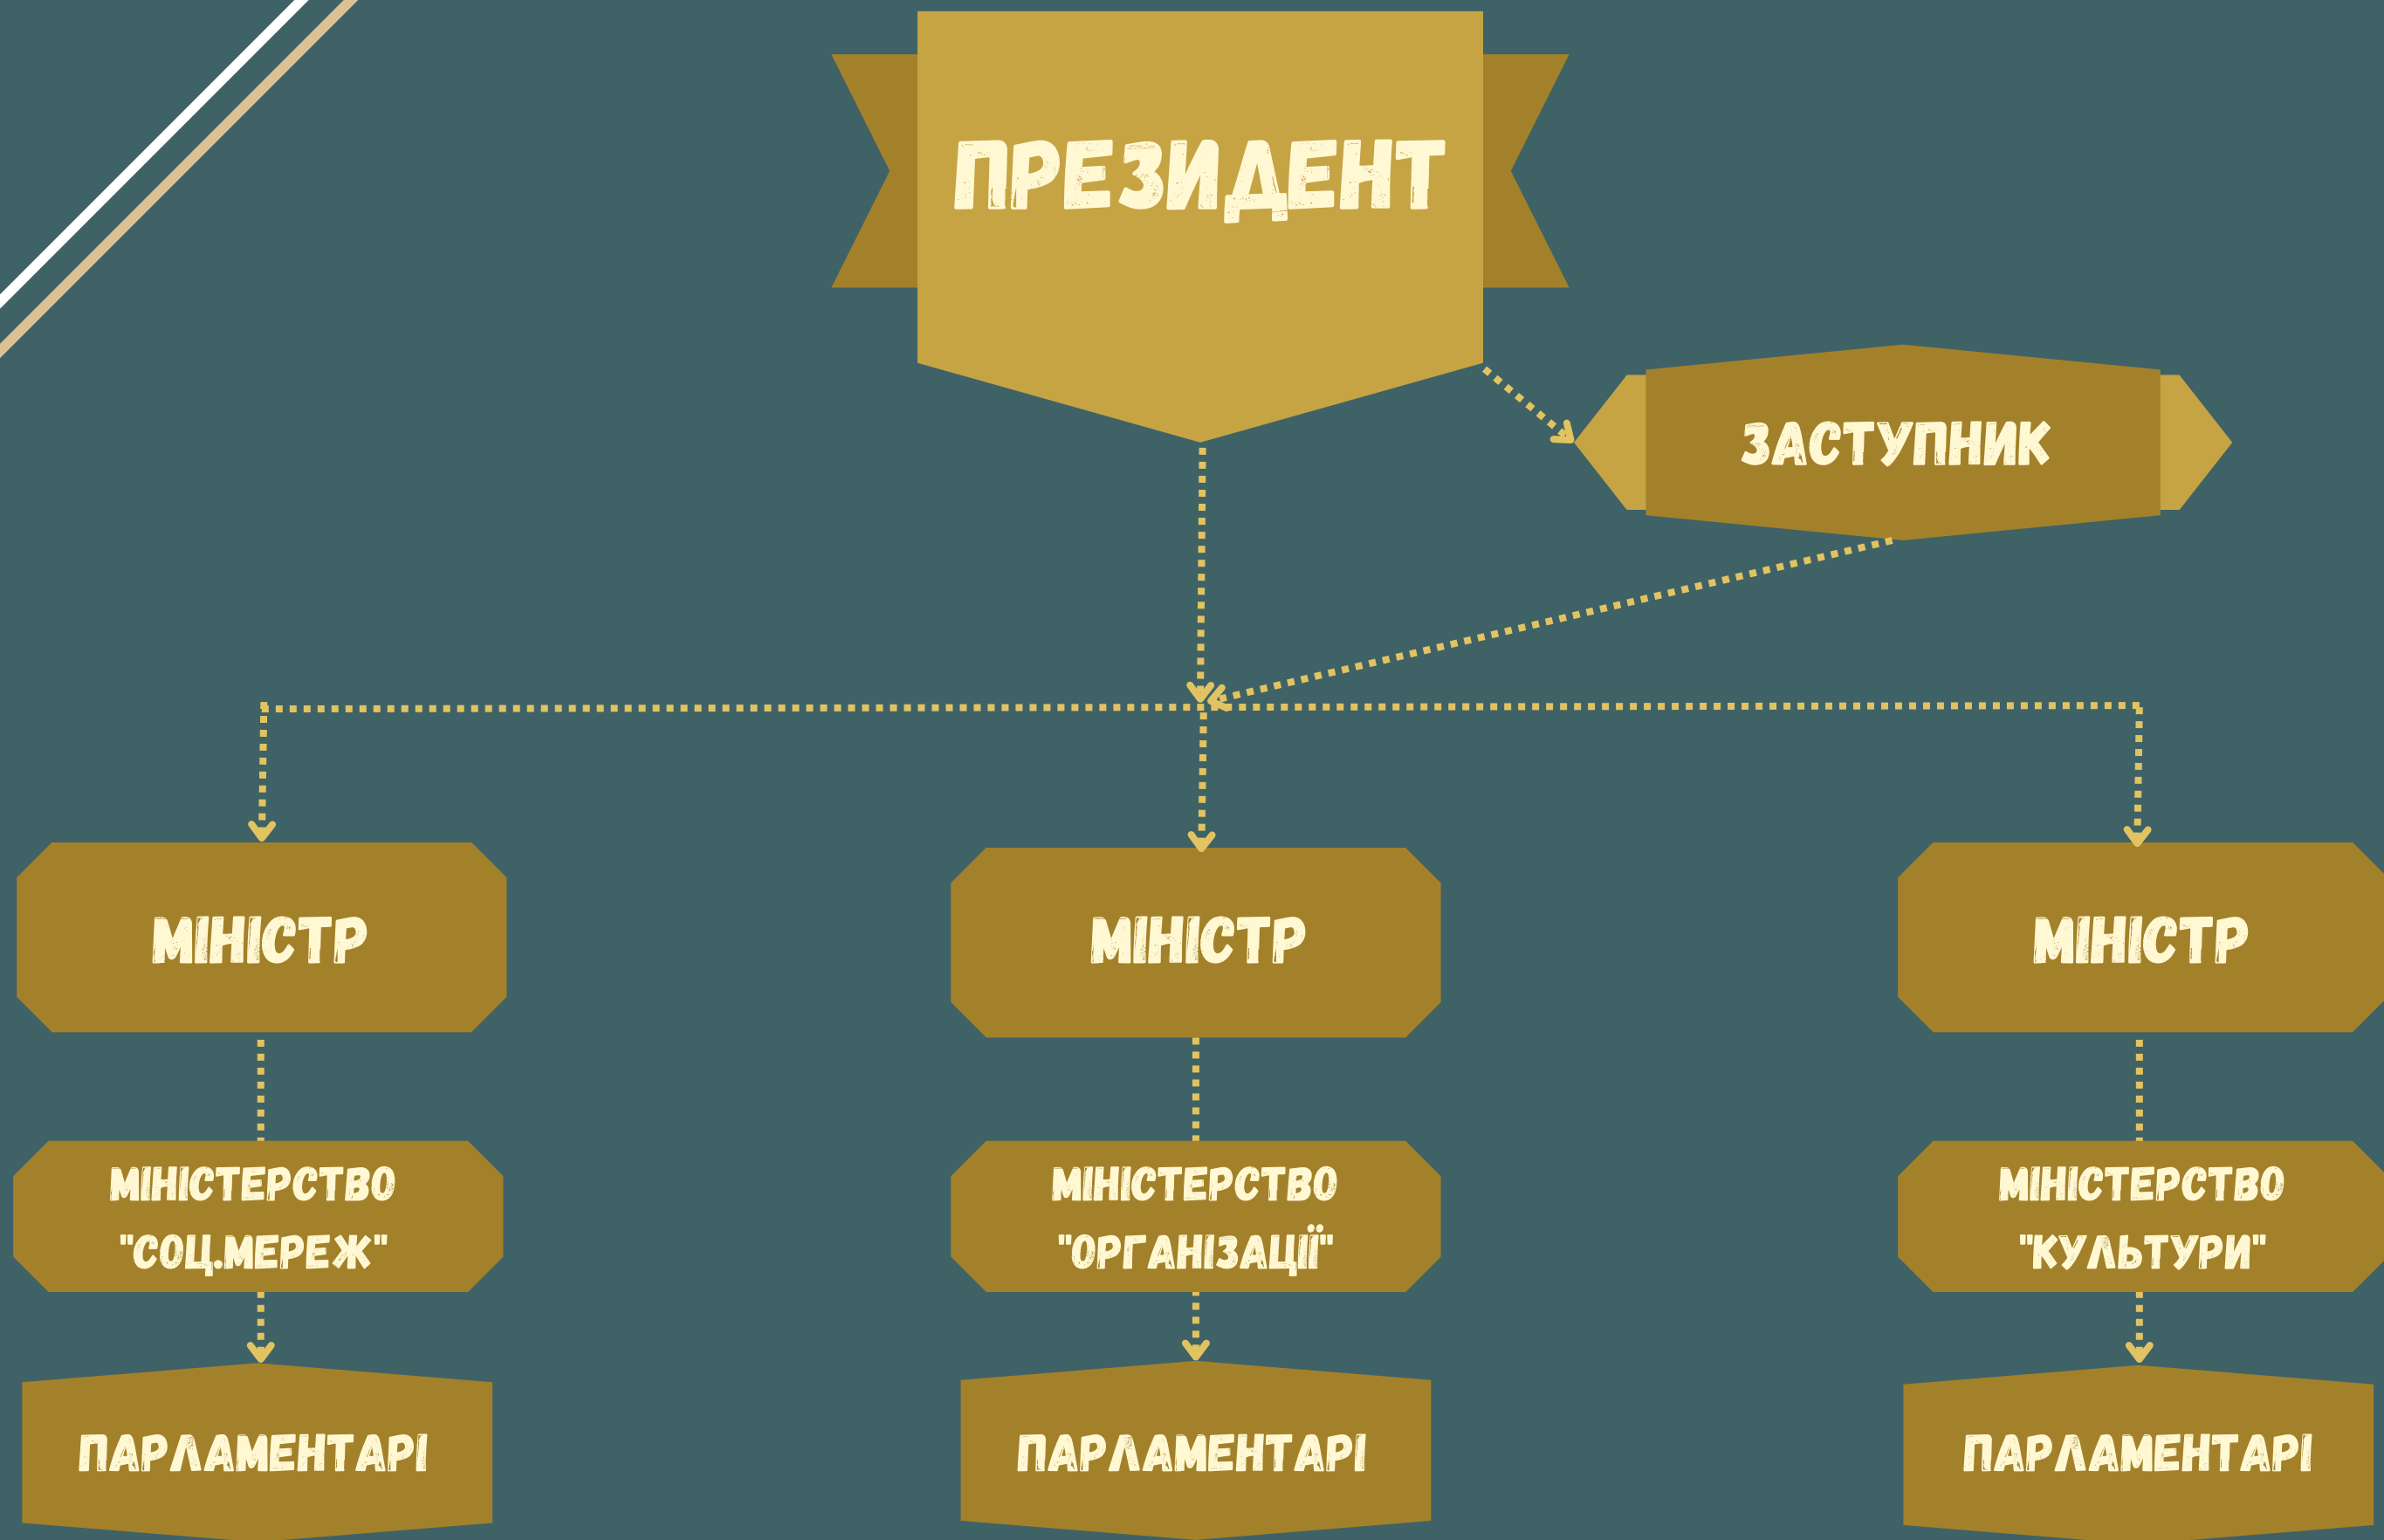 ПРЕЗИДЕНТ
ЗАСТУПНИК
МІНІСТР
МІНІСТР
МІНІСТР
МІНІСТЕРСТВО
"СОЦ.МЕРЕЖ"
МІНІСТЕРСТВО
"ОРГАНІЗАЦІЇ"
МІНІСТЕРСТВО
"КУЛЬТУРИ"
ПАРЛАМЕНТАРІ
ПАРЛАМЕНТАРІ
ПАРЛАМЕНТАРІ